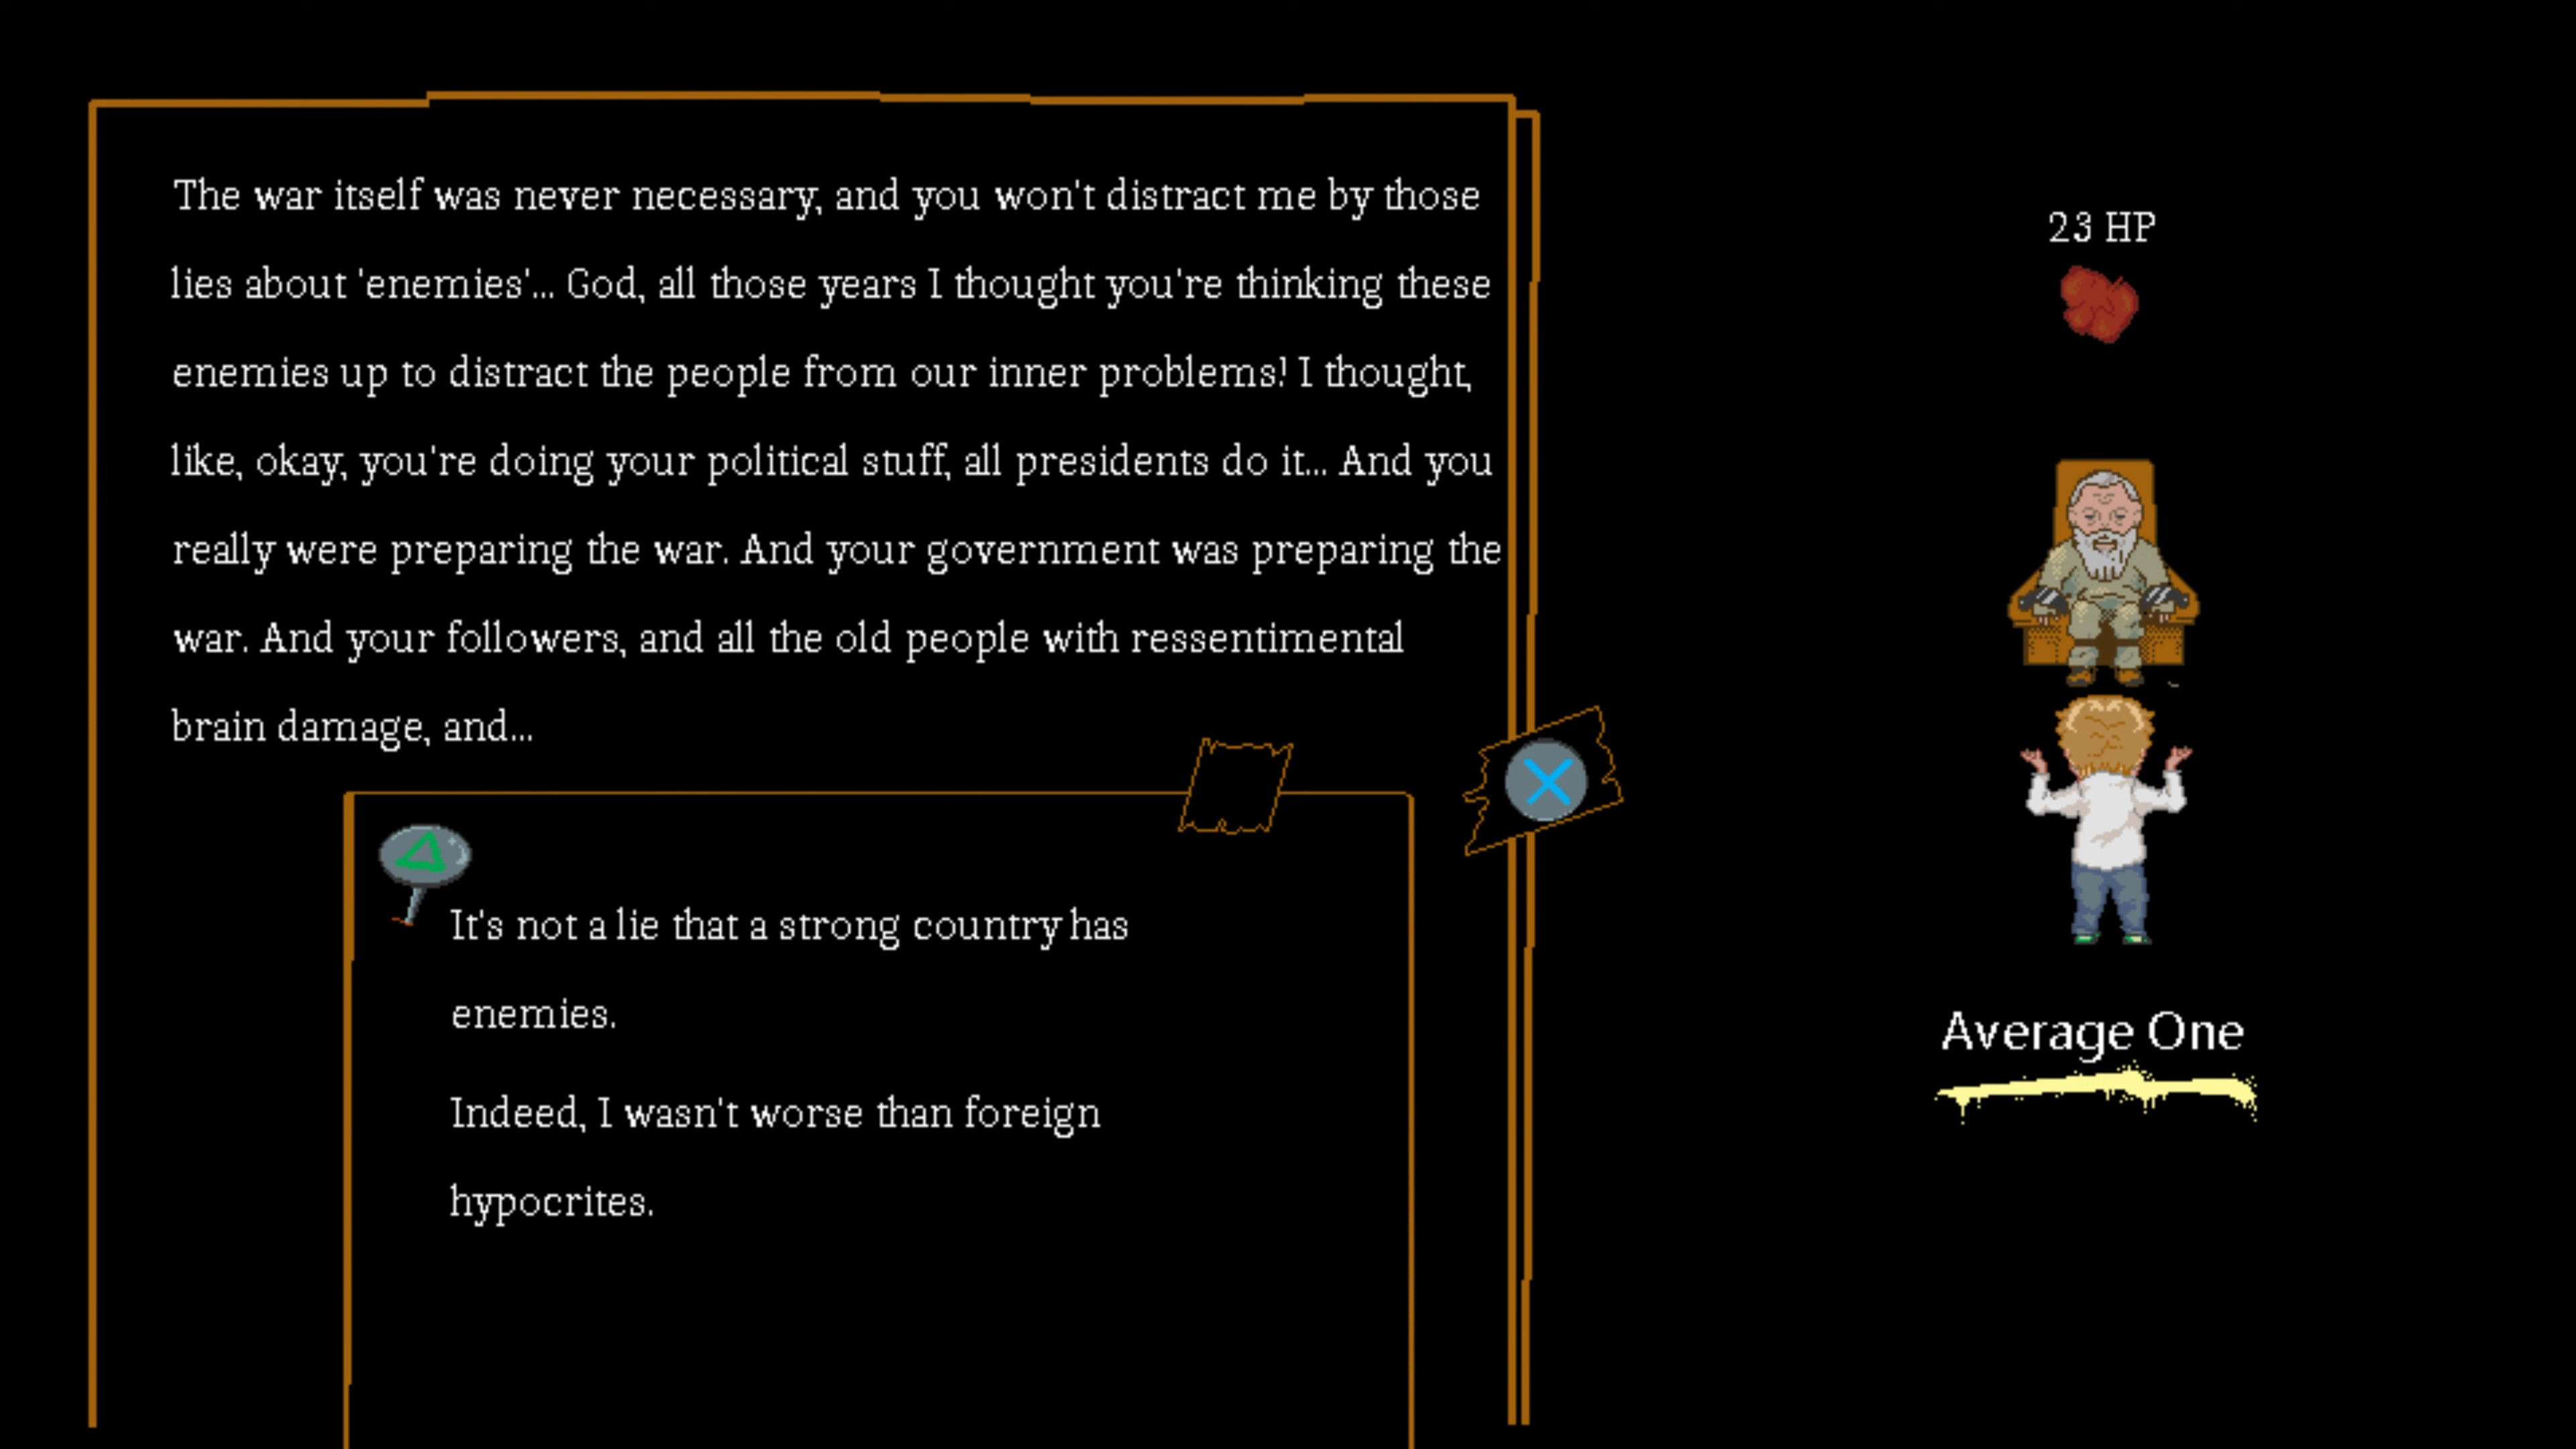 The war itself was never necessary, and you won't distract me by those
lies about 'enemies'... God, all those years I thought you're thinking these
enemies up to distract the people from our inner problems! I thought,
like, okay, you're doing your political stuff, all presidents do it... And you
really were preparing the war. And your government was preparing the
war. And your followers, and all the old people with ressentimental
brain damage, and...
It's not a lie that a strong country has
enemies.
Indeed, I wasn't worse than foreign
hypocrites.
23 HP
Average One